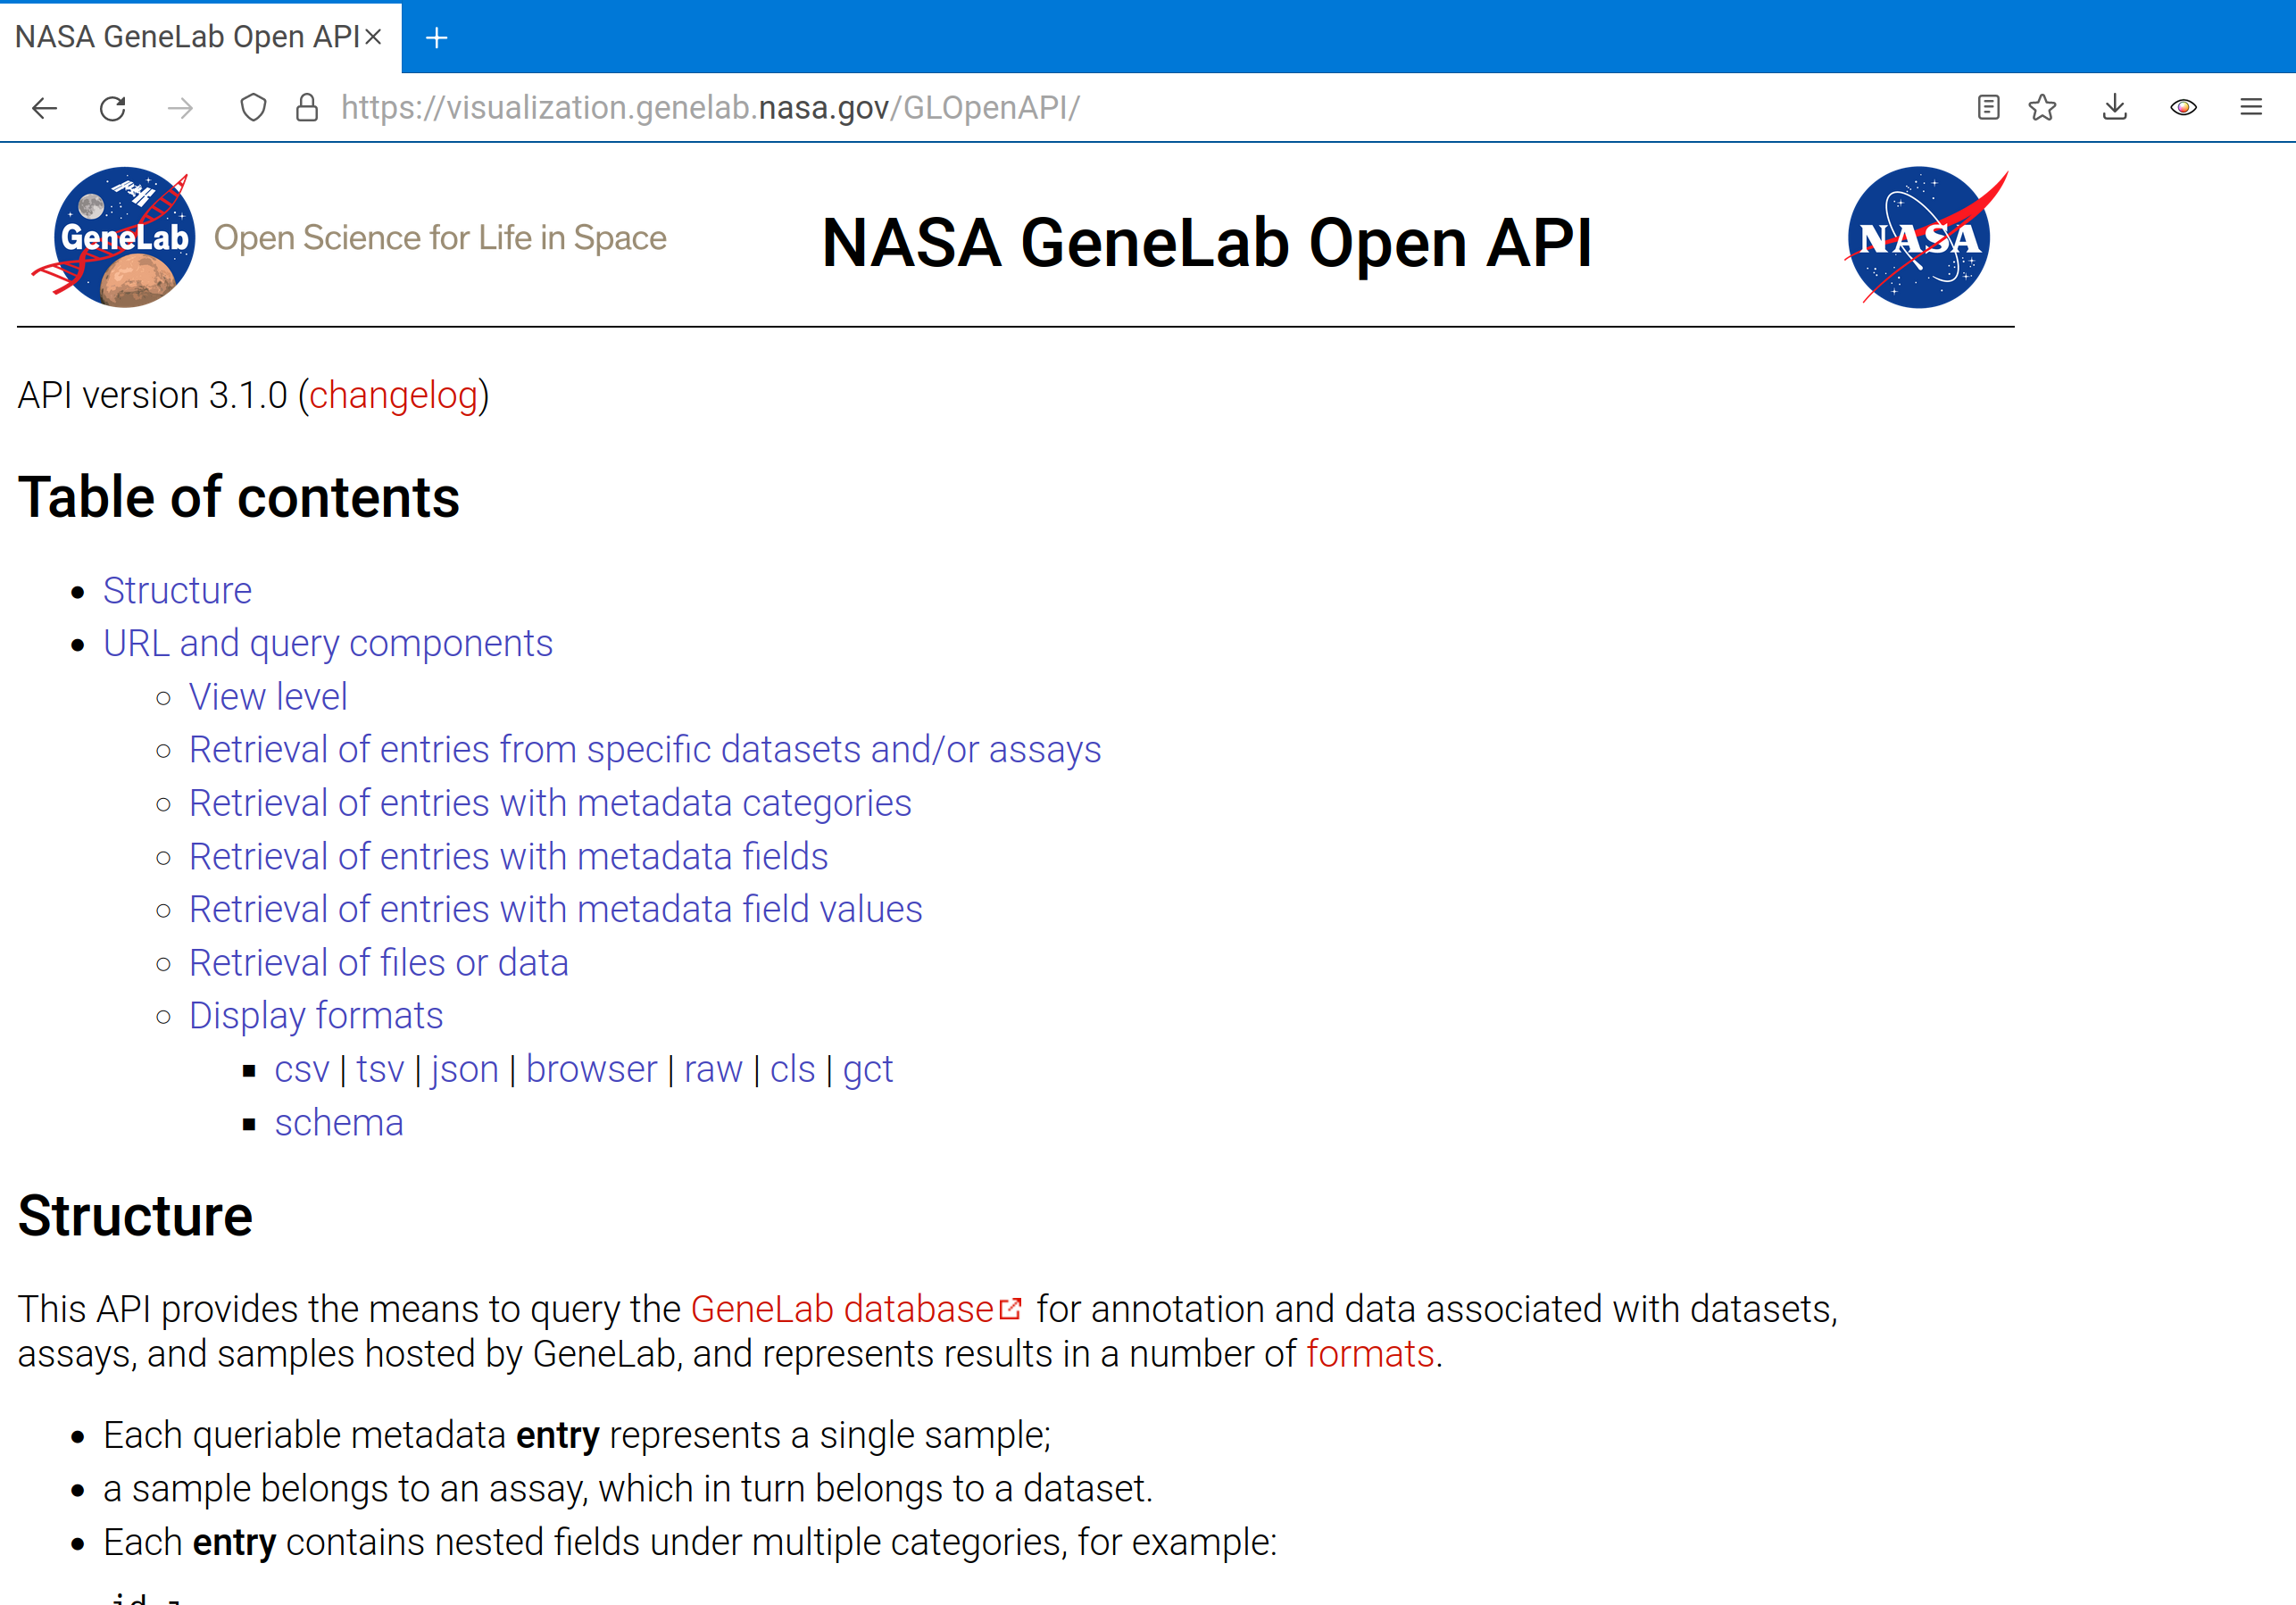 NASA GeneLab Open API
https://visualization.genelab.nasa.gov/GLOpenAPI/
GeneLab
Open Science for Life in Space
NASA GeneLab Open API
NASA
API version 3.1.0 (changelog)
Table of contents
Structure
URL and query components
View level
Retrieval of entries from specific datasets and/or assays
Retrieval of entries with metadata categories
Retrieval of entries with metadata fields
Retrieval of entries with metadata field values
Retrieval of files or data
Display formats
csv | tsv | json | browser | raw | cls | gct
schema
Structure
This API provides the means to query the GeneLab database for annotation and data associated with datasets,
assays, and samples hosted by GeneLab, and represents results in a number of formats.
Each queriable metadata entry represents a single sample;
a sample belongs to an assay, which in turn belongs to a dataset.
Each entry contains nested fields under multiple categories, for example: